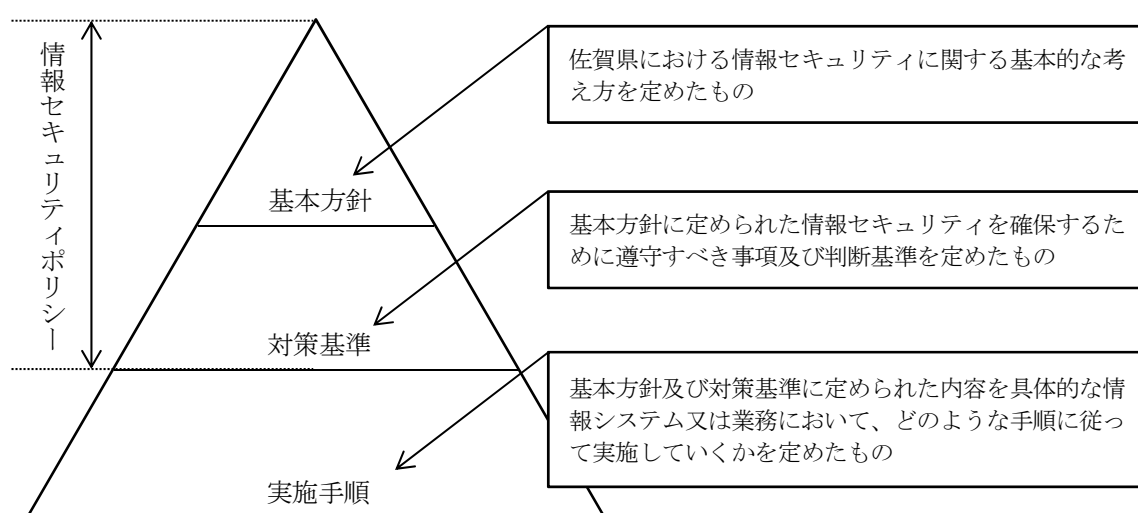 情報セキュリティポリシー
佐賀県における情報セキュリティに関する基本的な考
え方を定めたもの
基本方針
基本方針に定められた情報セキュリティを確保するた
めに遵守すべき事項及び判断基準を定めたもの
対策基準
基本方針及び対策基準に定められた内容を具体的な情
報システム又は業務において、どのような手順に従っ
て実施していくかを定めたもの
実施手順